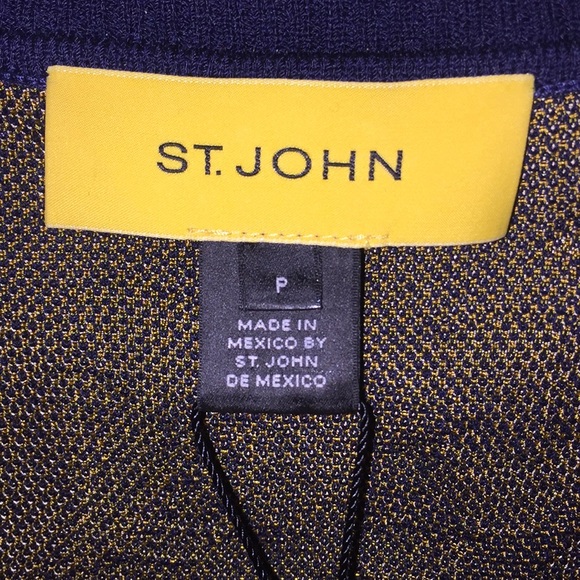 ST. JOHN
P
MADE IN
MEXICO BY
ST. JOHN
DE MEXICO